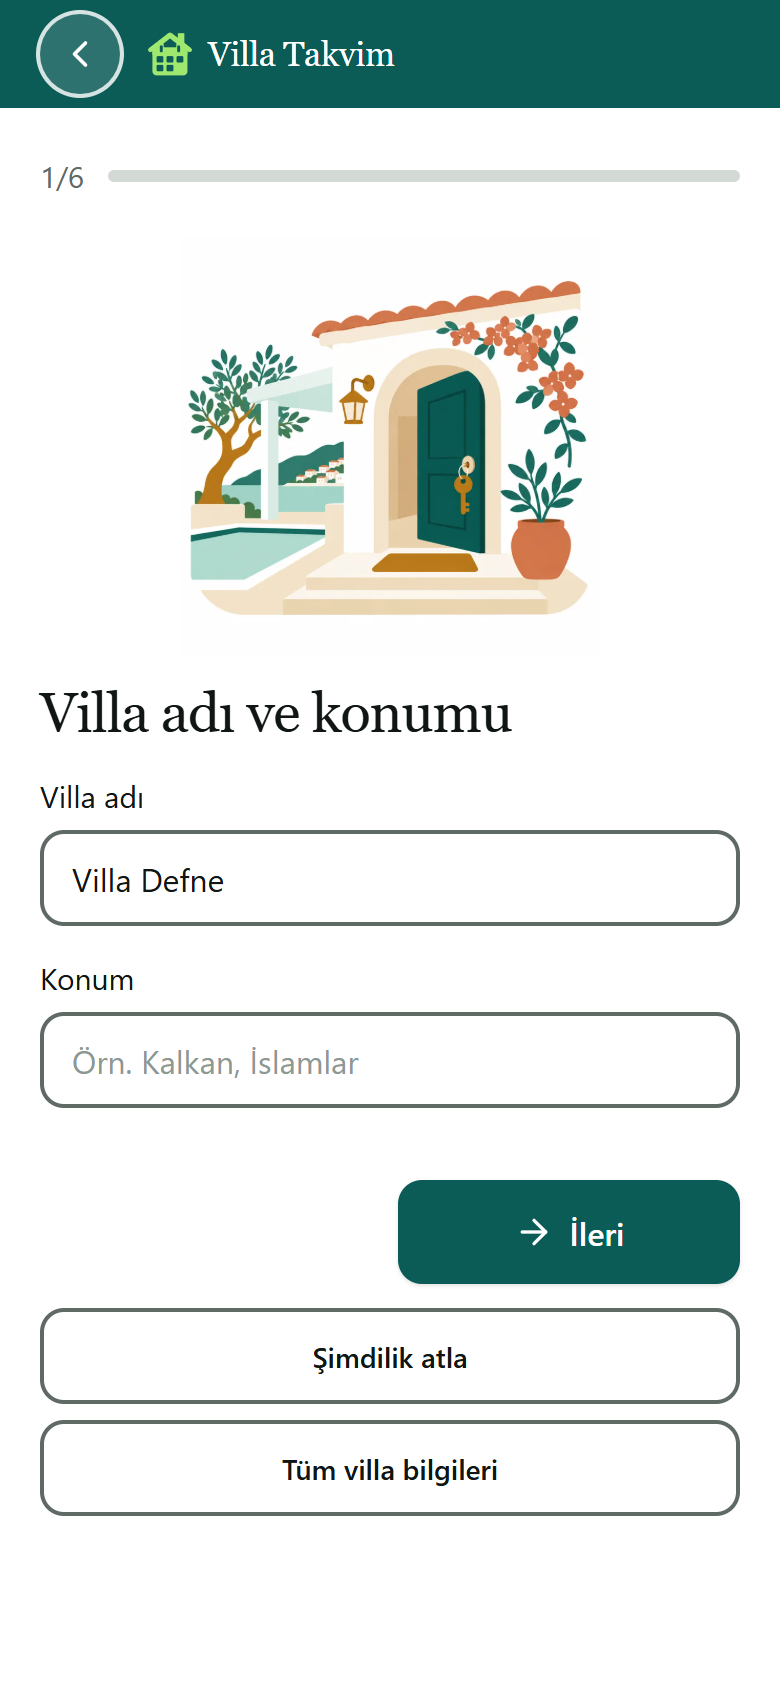 Villa Takvim
1/6
Villa adı ve konumu
Villa adı
Villa Defne
Konum
Örn. Kalkan, İslamlar
İleri
Şimdilik atla
Tüm villa bilgileri